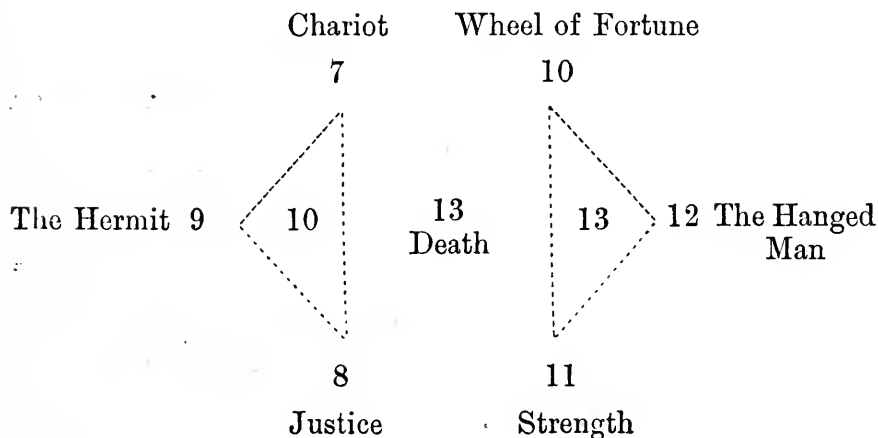 Chariot Wheel of Fortune
7 10
The Hermit 9 10 13 13 12 The Hanged
Death Man
8 11
Justice Strength